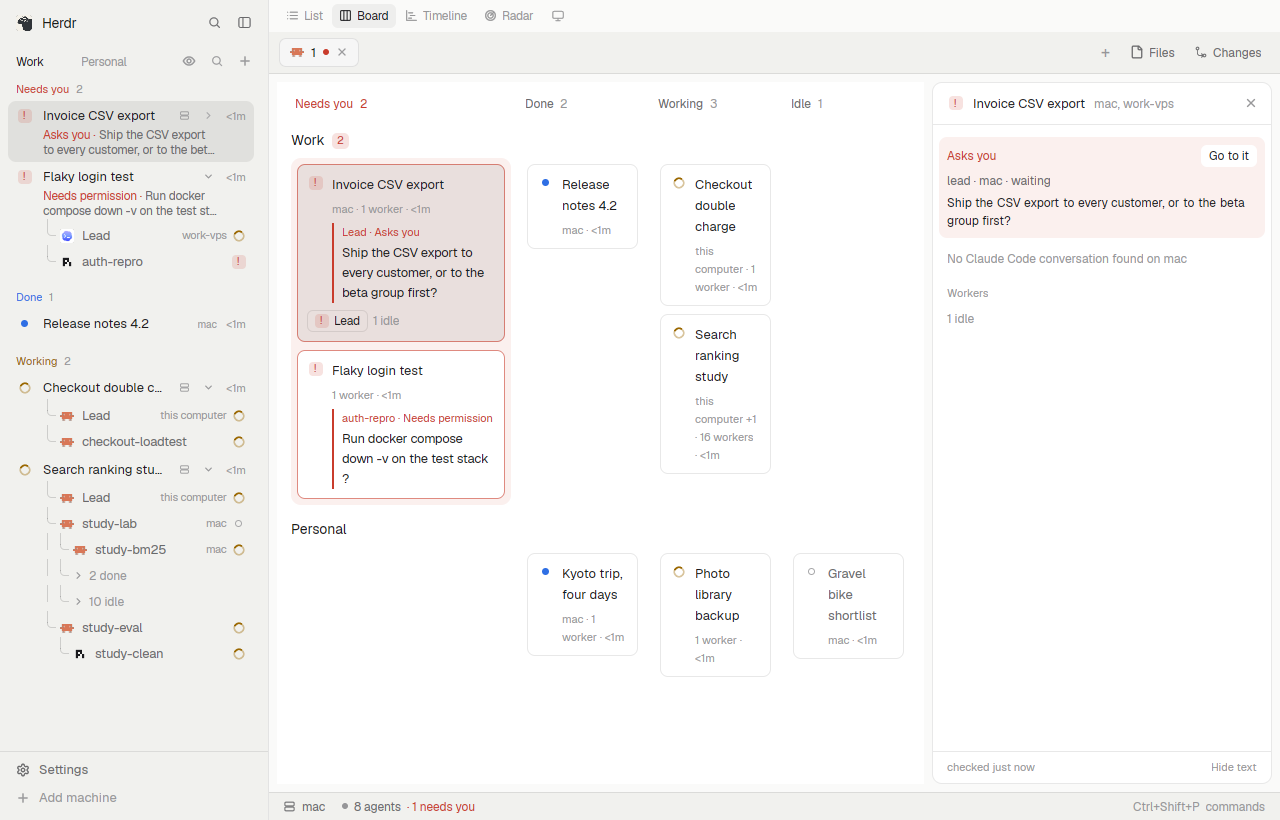 Herdr
Work Personal
Needs you 2
! Invoice CSV export <1m
Asks you · Ship the CSV export
to every customer, or to the bet…
! Flaky login test <1m
Needs permission · Run docker
compose down -v on the test st…
Lead work-vps
auth-repro !
Done 1
Release notes 4.2 mac <1m
Working 2
Checkout double c… <1m
Lead this computer
checkout-loadtest
Search ranking stu… <1m
Lead this computer
study-lab mac
study-bm25 mac
2 done
10 idle
study-eval
study-clean
Settings
Add machine
List Board Timeline Radar
1
Files Changes
Needs you 2 Done 2 Working 3 Idle 1
Work 2
! Invoice CSV export
mac · 1 worker · <1m
Lead · Asks you
Ship the CSV export to
every customer, or to the
beta group first?
! Lead 1 idle
! Flaky login test
1 worker · <1m
auth-repro · Needs permission
Run docker compose
down -v on the test stack
?
Release
notes 4.2
mac · <1m
Checkout
double
charge
this
computer · 1
worker · <1m
Search
ranking
study
this
computer +1
· 16 workers
· <1m
Personal
Kyoto trip,
four days
mac · 1
worker · <1m
Photo
library
backup
1 worker ·
<1m
Gravel
bike
shortlist
mac · <1m
! Invoice CSV export mac, work-vps
Asks you Go to it
lead · mac · waiting
Ship the CSV export to every customer, or to the beta
group first?
No Claude Code conversation found on mac
Workers
1 idle
checked just now Hide text
mac 8 agents · 1 needs you
Ctrl+Shift+P commands